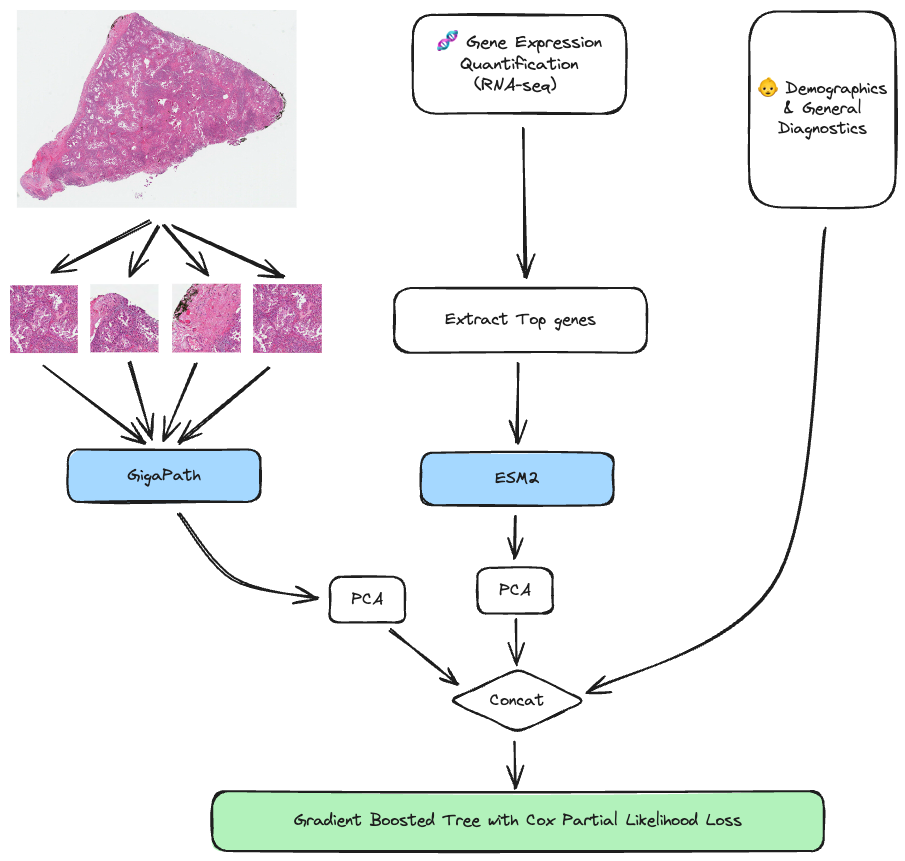 🧬 Gene Expression
Quantification
(RNA-seq)
👶 Demographics
& General
Diagnostics
Extract Top genes
GigaPath
ESM2
PCA
PCA
Concat
Gradient Boosted Tree with Cox Partial Likelihood Loss